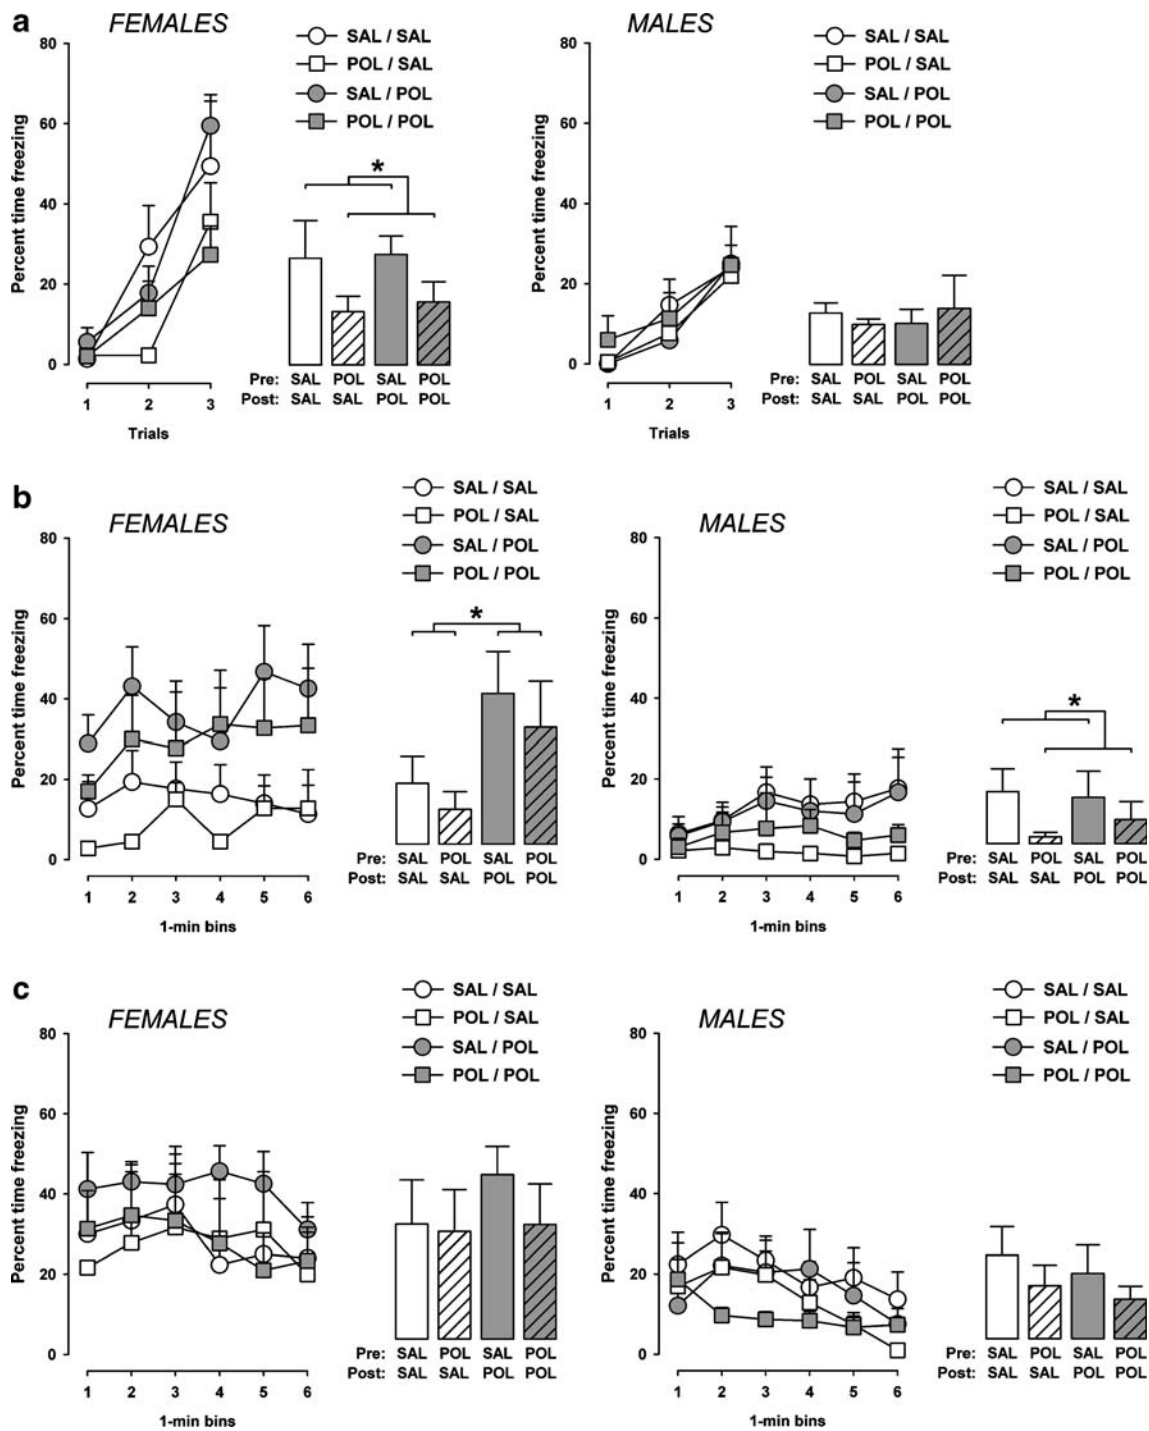 a
FEMALES
SAL / SAL
POL / SAL
SAL / POL
POL / POL
Percent time freezing
80
60
40
20
0
*
Pre: SAL POL SAL POL
Post: SAL SAL POL POL
1 2 3
Trials
MALES
SAL / SAL
POL / SAL
SAL / POL
POL / POL
Percent time freezing
80
60
40
20
0
Pre: SAL POL SAL POL
Post: SAL SAL POL POL
1 2 3
Trials
b
FEMALES
SAL / SAL
POL / SAL
SAL / POL
POL / POL
Percent time freezing
80
60
40
20
0
*
Pre: SAL POL SAL POL
Post: SAL SAL POL POL
1 2 3 4 5 6
1-min bins
MALES
SAL / SAL
POL / SAL
SAL / POL
POL / POL
Percent time freezing
80
60
40
20
0
*
Pre: SAL POL SAL POL
Post: SAL SAL POL POL
1 2 3 4 5 6
1-min bins
c
FEMALES
SAL / SAL
POL / SAL
SAL / POL
POL / POL
Percent time freezing
80
60
40
20
0
Pre: SAL POL SAL POL
Post: SAL SAL POL POL
1 2 3 4 5 6
1-min bins
MALES
SAL / SAL
POL / SAL
SAL / POL
POL / POL
Percent time freezing
80
60
40
20
0
Pre: SAL POL SAL POL
Post: SAL SAL POL POL
1 2 3 4 5 6
1-min bins